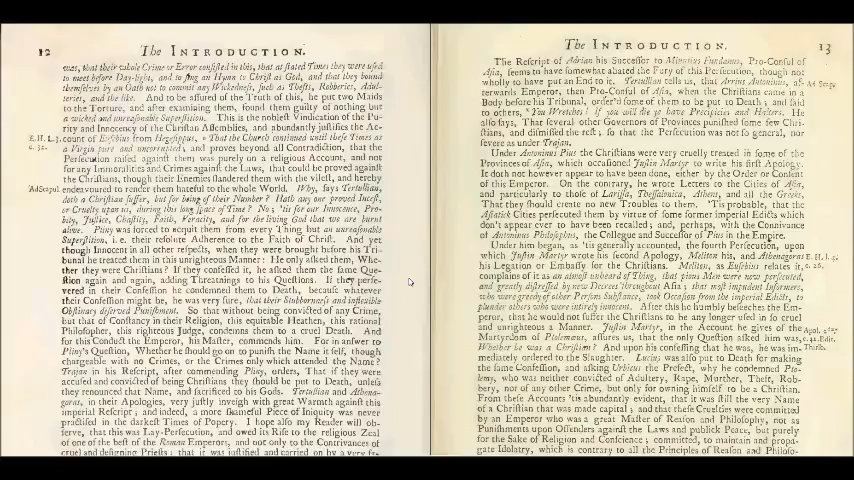 12
The INTRODUCTION.
was, that their whole Crime or Error consisted in this, that at stated Times they were used
to meet before Day-light, and to sing an Hymn to Christ as God, and that they bound
themselves by an Oath not to commit any Wickedness, such as Thefts, Robberies, Adul-
teries, and the like. And to be assured of the Truth of this, he put two Maids
to the Torture, and after examining them, found them guilty of nothing but
a wicked and unreasonable Superstition. This is the noblest Vindication of the Pu-
rity and Innocency of the Christian Assemblies, and abundantly justifies the Ac-
E.H. L.3. count of Eusebius from Hegesippus, That the Church continued until those Times as
c. 32. a Virgin pure and uncorrupted; and proves beyond all Contradiction, that the
Persecution raised against them was purely on a religious Account, and not
for any Immoralities and Crimes against the Laws, that could be proved against
the Christians, though their Enemies slandered them with the vilest, and hereby
Ad Scapul. endeavoured to render them hateful to the whole World. Why, says Tertullian,
doth a Christian suffer, but for being of their Number? Hath any one proved Incest,
or Cruelty upon us, during this long space of Time? No; 'tis for our Innocence, Pro-
bity, Justice, Chastity, Faith, Veracity, and for the living God that we are burnt
alive. Pliny was forced to acquit them from every Thing but an unreasonable
Superstition, i.e. their resolute Adherence to the Faith of Christ. And yet
though Innocent in all other respects, when they were brought before his Tri-
bunal he treated them in this unrighteous Manner: He only asked them, Whe-
ther they were Christians? If they confessed it, he asked them the same Que-
stion again and again, adding Threatnings to his Questions. If they perse-
vered in their Confession he condemned them to Death, because whatever
their Confession might be, he was very sure, that their Stubbornness and inflexible
Obstinacy deserved Punishment. So that without being convicted of any Crime,
but that of Constancy in their Religion, this equitable Heathen, this rational
Philosopher, this righteous Judge, condemns them to a cruel Death. And
for this Conduct the Emperor, his Master, commends him. For in answer to
Pliny's Question, Whether he should go on to punish the Name it self, though
chargeable with no Crimes, or the Crimes only which attended the Name?
Trajan in his Rescript, after commending Pliny, orders, That if they were
accused and convicted of being Christians they should be put to Death, unless
they renounced that Name, and sacrificed to his Gods. Tertullian and Athena-
goras, in their Apologies, very justly inveigh with great Warmth against this
imperial Rescript; and indeed, a more shameful Piece of Iniquity was never
practised in the darkest Times of Popery. I hope also my Reader will ob-
serve, that this was Lay-Persecution, and owed its Rise to the religious Zeal
of one of the best of the Roman Emperors, and not only to the Contrivances of
cruel and designing Priests; that it was justified and carried on by a very
The INTRODUCTION.
13
The Rescript of Adrian his Successor to Minutius Fundanus, Pro-Consul of
Asia, seems to have somewhat abated the Fury of this Persecution, though not
wholly to have put an End to it. Tertullian tells us, that Arrius Antoninus, af-
terwards Emperor, then Pro-Consul of Asia, when the Christians came in a
Body before his Tribunal, order'd some of them to be put to Death; and said
to others, You Wretches! If you will die ye have Precipices and Halters. He
also says, That several other Governors of Provinces punished some few Chri-
stians, and dismissed the rest; so that the Persecution was not so general, nor
severe as under Trajan.
Under Antoninus Pius the Christians were very cruelly treated in some of the
Provinces of Asia, which occasioned Justin Martyr to write his first Apology.
It doth not however appear to have been done, either by the Order or Consent
of this Emperor. On the contrary, he wrote Letters to the Cities of Asia,
and particularly to those of Larissa, Thessalonica, Athens, and all the Greeks,
That they should create no new Troubles to them. 'Tis probable, that the
Asiatick Cities persecuted them by virtue of some former imperial Edicts which
don't appear ever to have been recalled; and, perhaps, with the Connivance
of Antoninus Philosophus, the Collegue and Successor of Pius in the Empire.
Under him began, as 'tis generally accounted, the fourth Persecution, upon
which Justin Martyr wrote his second Apology, Meliton his, and Athenagoras E. H. L.4.
his Legation or Embassy for the Christians. Meliton, as Eusebius relates it, c. 26.
complains of it as an almost unheard of Thing, that pious Men were now persecuted,
and greatly distressed by new Decrees throughout Asia; that most impudent Informers,
who were greedy of other Persons Substance, took Occasion from the imperial Edicts, to
plunder others who were intirely innocent. After this he humbly beseeches the Em-
peror, that he would not suffer the Christians to be any longer used in so cruel
and unrighteous a Manner. Justin Martyr, in the Account he gives of the Apol.
Martyrdom of Ptolemæus, assures us, that the only Question asked him was, Edit.
Whether he was a Christian? And upon his confessing that he was, he was im- Thirlb.
mediately ordered to the Slaughter. Lucius was also put to Death for making
the same Confession, and asking Urbicus the Prefect, why he condemned Pto-
lemy, who was neither convicted of Adultery, Rape, Murther, Theft, Rob-
bery, nor of any other Crime, but only for owning himself to be a Christian.
From these Accounts 'tis abundantly evident, that it was still the very Name
of a Christian that was made capital; and that these Cruelties were committed
by an Emperor who was a great Master of Reason and Philosophy, not as
Punishments upon Offenders against the Laws and publick Peace, but purely
for the Sake of Religion and Conscience; committed, to maintain and propa-
gate Idolatry, which is contrary to all the Principles of Reason and Philoso-